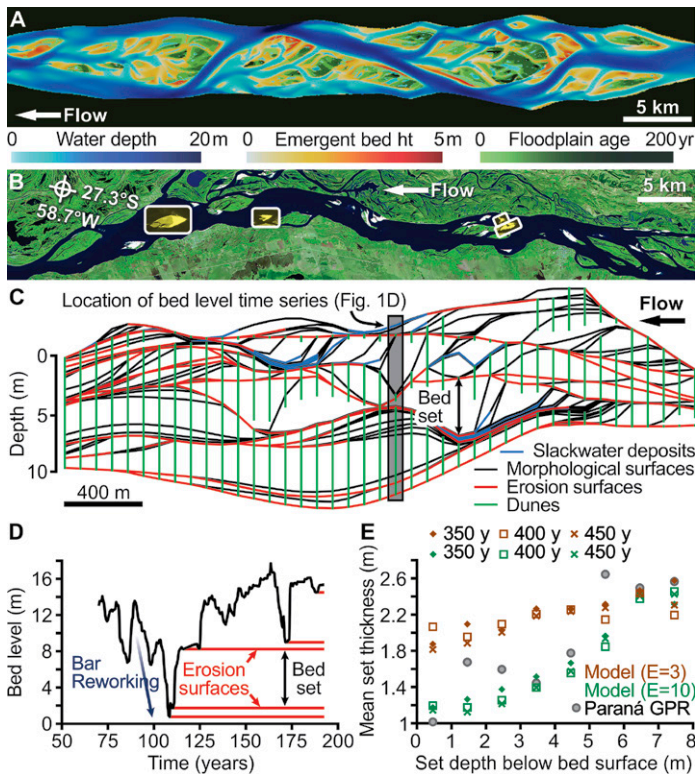 A
Flow
5 km
0 Water depth 20 m 0 Emergent bed ht 5 m 0 Floodplain age 200 yr
B
27.3°S
58.7°W
Flow
5 km
C
Location of bed level time series (Fig. 1D)
Flow
Depth (m)
0
5
10
Bed
set
400 m
Slackwater deposits
Morphological surfaces
Erosion surfaces
Dunes
D
Bed level (m)
16
12
8
4
0
Bar
Reworking
Erosion
surfaces
Bed
set
50 75 100 125 150 175 200
Time (years)
E
350 y 400 y 450 y
350 y 400 y 450 y
Mean set thickness (m)
2.6
2.2
1.8
1.4
1
Model (E=3)
Model (E=10)
Paraná GPR
0 1 2 3 4 5 6 7 8
Set depth below bed surface (m)